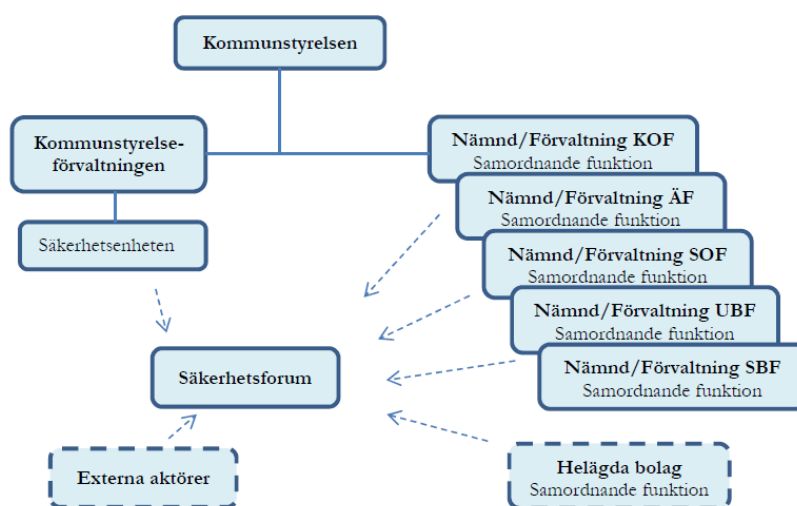 Kommunstyrelsen
Kommunstyrelse-
förvaltningen
Säkerhetsenheten
Nämnd/Förvaltning KOF
Samordnande funktion
Nämnd/Förvaltning ÄF
Samordnande funktion
Nämnd/Förvaltning SOF
Samordnande funktion
Nämnd/Förvaltning UBF
Samordnande funktion
Nämnd/Förvaltning SBF
Samordnande funktion
Säkerhetsforum
Externa aktörer
Helägda bolag
Samordnande funktion